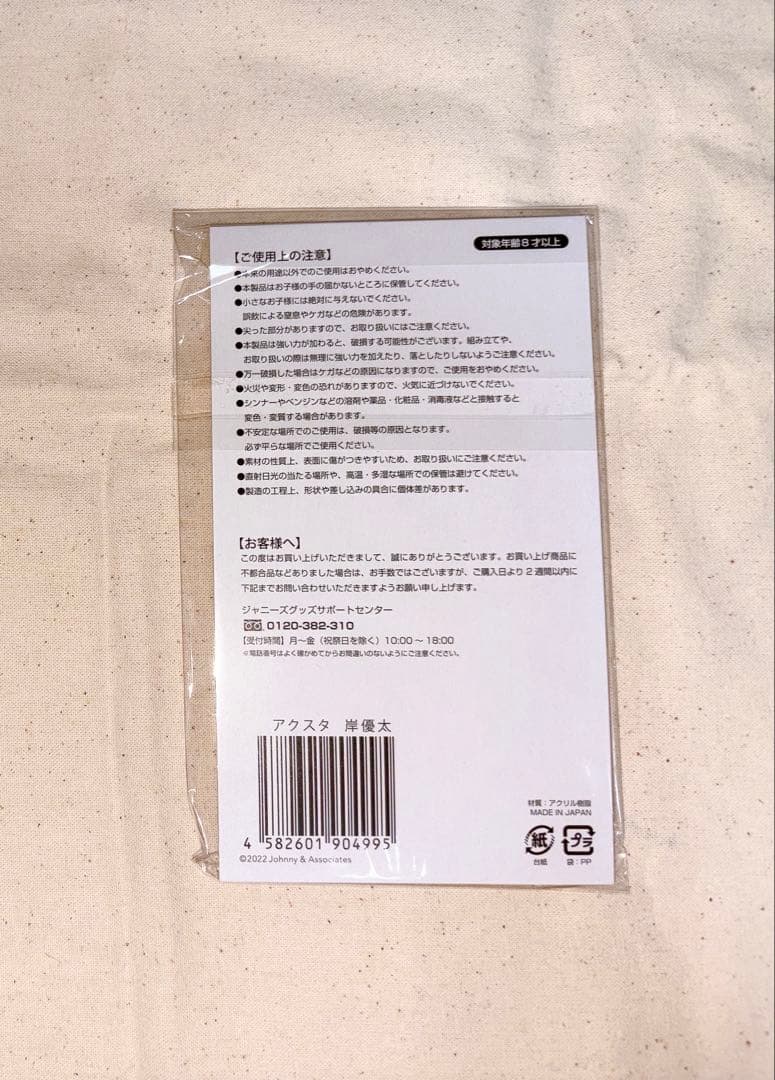 対象年齢8才以上
【ご使用上の注意】
●本来の用途以外でのご使用はおやめください。
●本製品はお子様の手の届かないところに保管してください。
●小さなお子様には絶対に与えないでください。
誤飲による窒息やケガなどの危険があります。
●尖った部分がありますので、お取り扱いにはご注意ください。
●本製品は強い力が加わると、破損する可能性がございます。組み立てや、
お取り扱いの際は無理に強い力を加えたり、落としたりしないようご注意ください。
●万一破損した場合はケガなどの原因になりますので、ご使用をおやめください。
●火災や変形・変色の恐れがありますので、火気に近づけないでください。
●シンナーやベンジンなどの溶剤や薬品・化粧品・消毒液などと接触すると
変色・変質する場合があります。
●不安定な場所でのご使用は、破損等の原因となります。
必ず平らな場所でご使用ください。
●素材の性質上、表面に傷がつきやすいため、お取り扱いにご注意ください。
●直射日光の当たる場所や、高温・多湿な場所での保管は避けてください。
●製造の工程上、形状や差し込みの具合に個体差があります。
【お客様へ】
この度はお買い上げいただきまして、誠にありがとうございます。お買い上げ商品に
不都合品などありました場合は、お手数ではございますが、ご購入日より2週間以内に
下記までお問い合わせいただきますようお願い申し上げます。
ジャニーズグッズサポートセンター
0120-382-310
【受付時間】月〜金（祝祭日を除く）10:00〜18:00
※電話番号はよく確かめてからお間違いのないようにご注意ください。
アクスタ 岸優太
4 582601 904995
©2022 Johnny & Associates
材質：アクリル樹脂
MADE IN JAPAN
紙 プラ
台紙 袋：PP